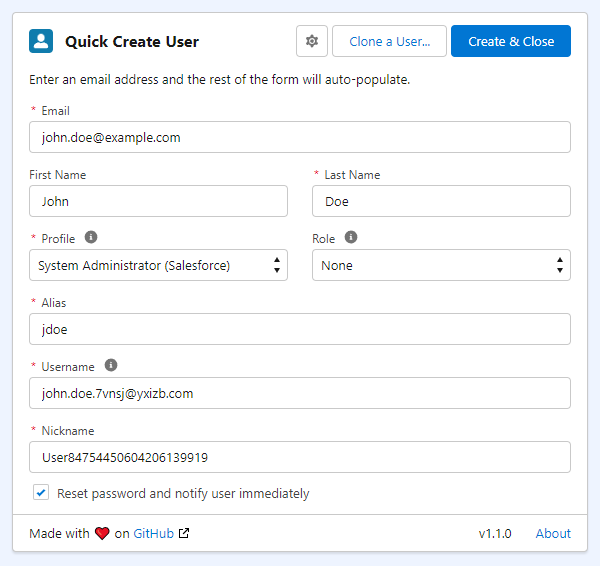 Quick Create User
Clone a User...
Create & Close
Enter an email address and the rest of the form will auto-populate.
* Email
john.doe@example.com
First Name
* Last Name
John
Doe
* Profile
Role
System Administrator (Salesforce)
None
* Alias
jdoe
* Username
john.doe.7vnsj@yxizb.com
* Nickname
User84754450604206139919
Reset password and notify user immediately
Made with ❤ on GitHub
v1.1.0
About